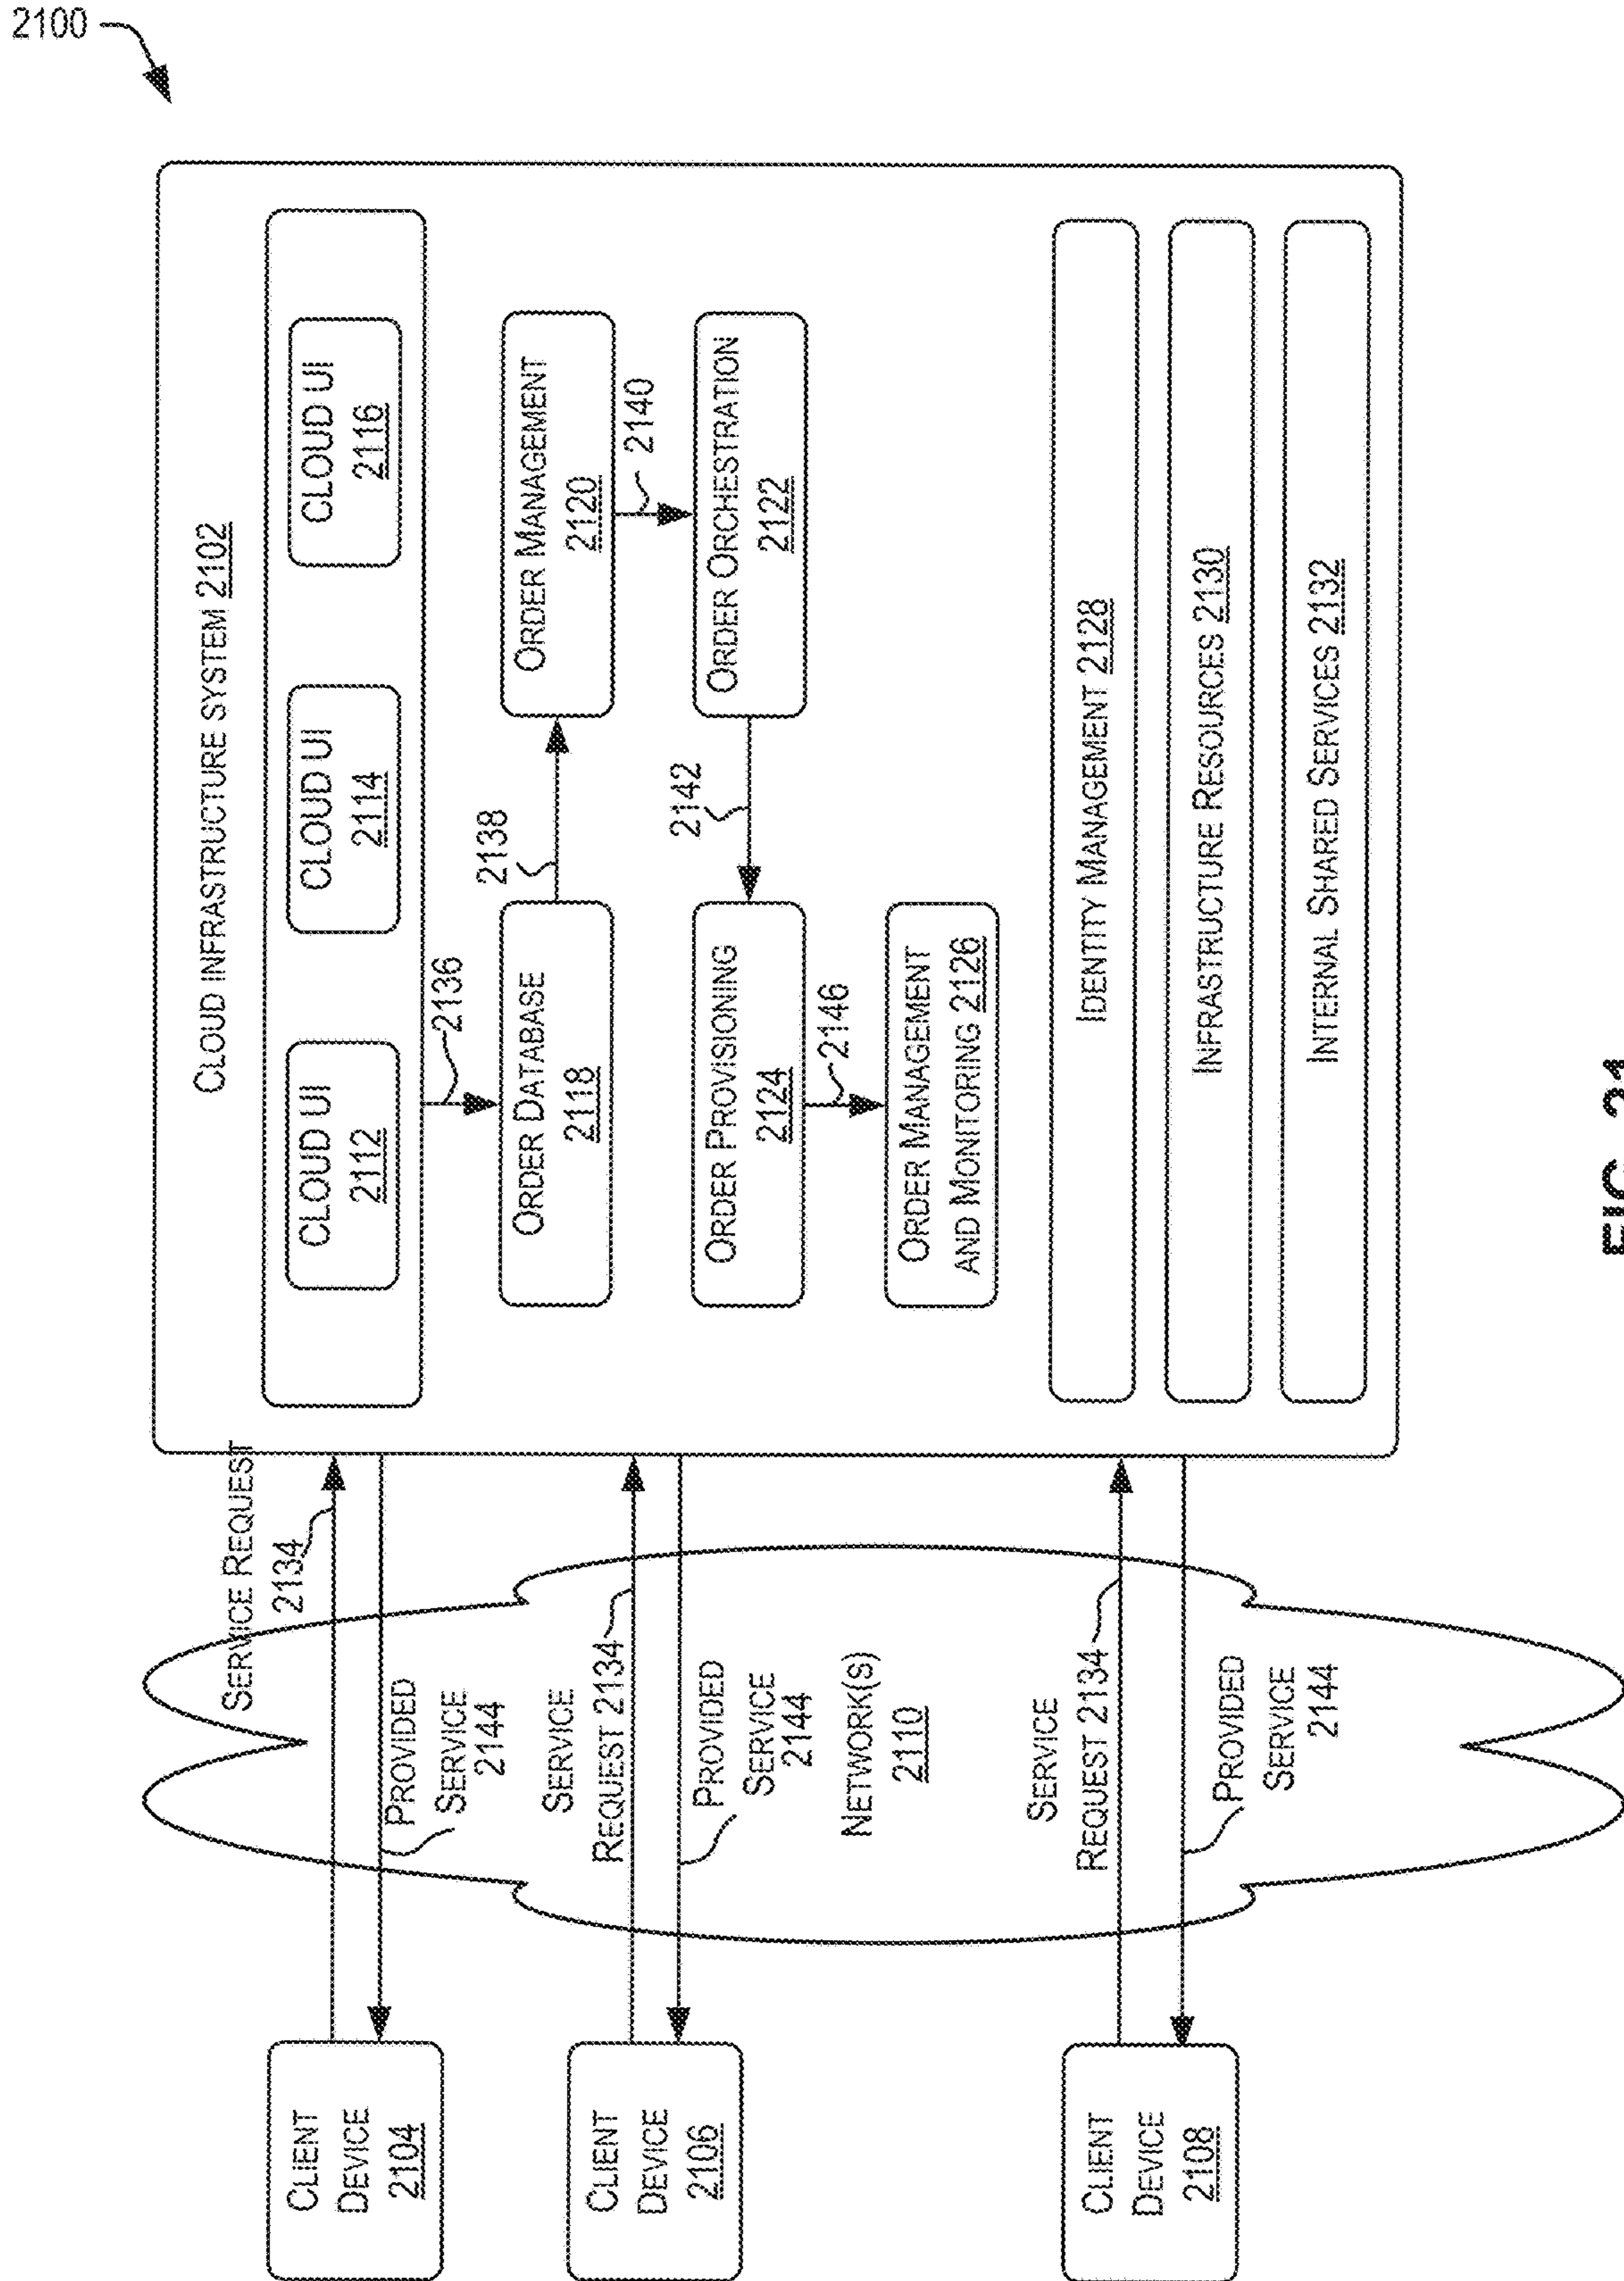 2100
CLOUD INFRASTRUCTURE SYSTEM 2102
CLOUD UI
2112
CLOUD UI
2114
CLOUD UI
2116
2136
ORDER DATABASE
2118
2138
ORDER MANAGEMENT
2120
2140
ORDER PROVISIONING
2124
2142
ORDER ORCHESTRATION
2122
2146
ORDER MANAGEMENT
AND MONITORING 2126
IDENTITY MANAGEMENT 2128
INFRASTRUCTURE RESOURCES 2130
INTERNAL SHARED SERVICES 2132
SERVICE REQUEST
2134
PROVIDED
SERVICE
2144
SERVICE
REQUEST 2134
PROVIDED
SERVICE
2144
NETWORK(S)
2110
SERVICE
REQUEST 2134
PROVIDED
SERVICE
2144
CLIENT
DEVICE
2104
CLIENT
DEVICE
2106
CLIENT
DEVICE
2108
FIG. 21